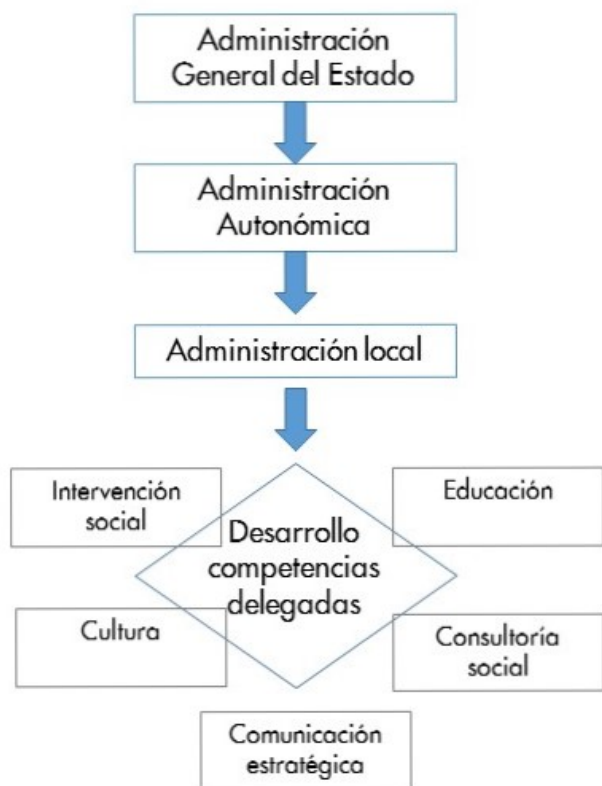 Administración
General del Estado
Administración
Autonómica
Administración local
Intervención
social
Educación
Desarrollo
competencias
delegadas
Cultura
Consultoría
social
Comunicación
estratégica